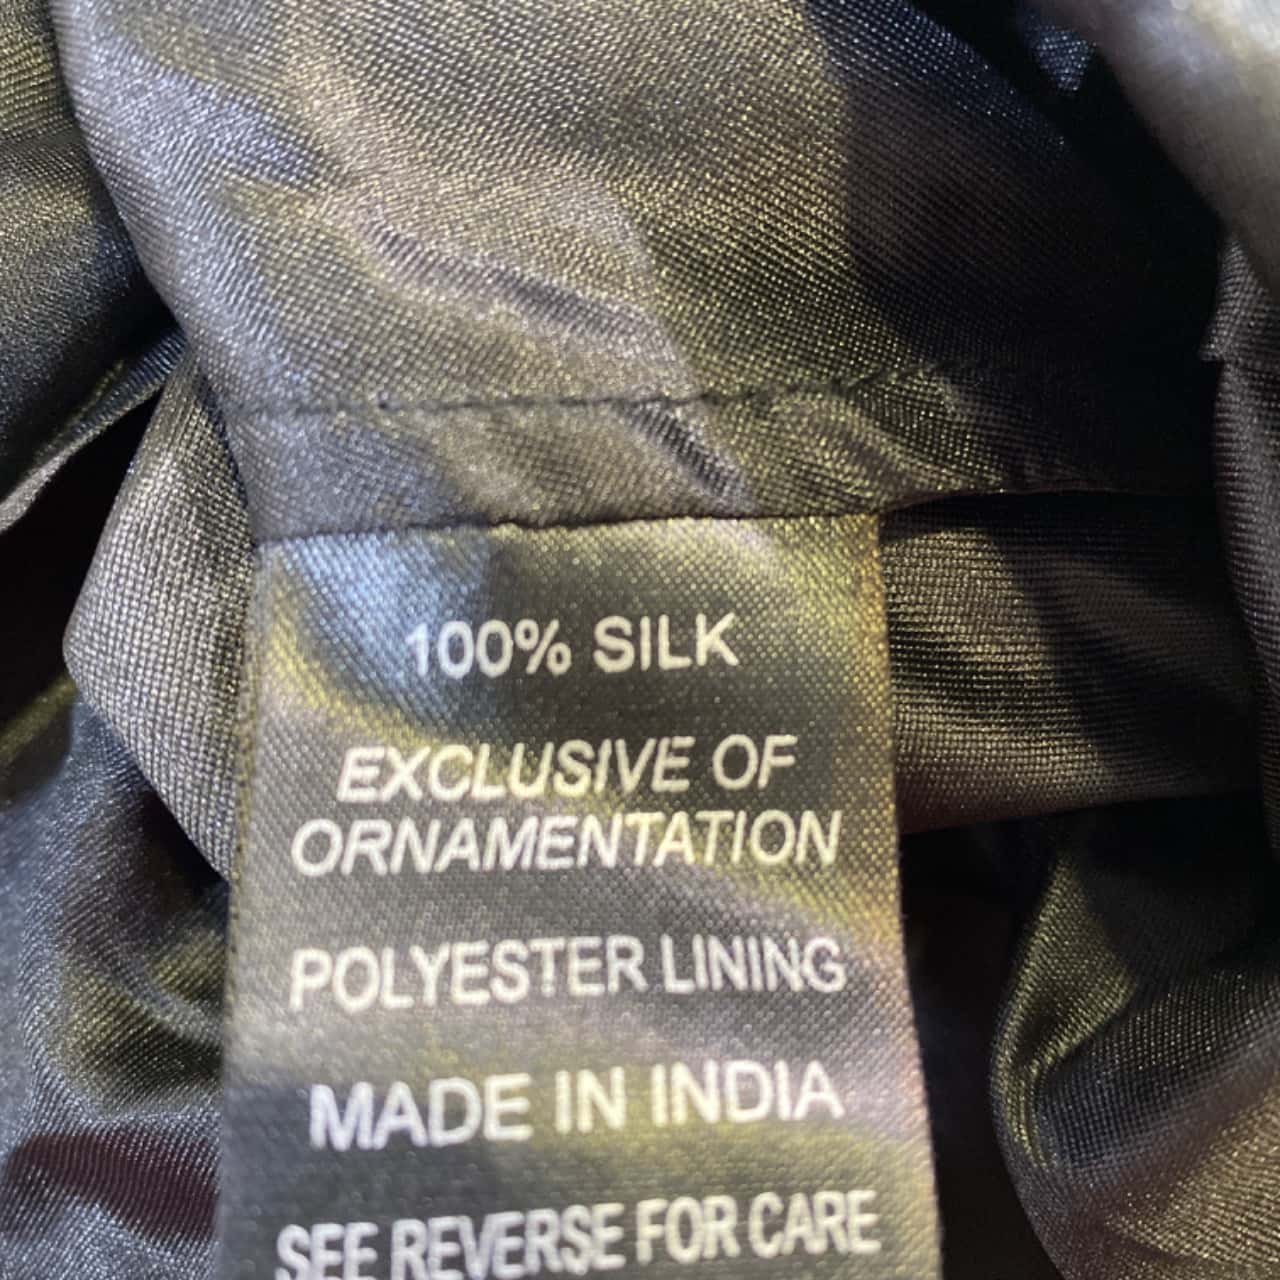 100% SILK
EXCLUSIVE OF
ORNAMENTATION
POLYESTER LINING
MADE IN INDIA
SEE REVERSE FOR CARE